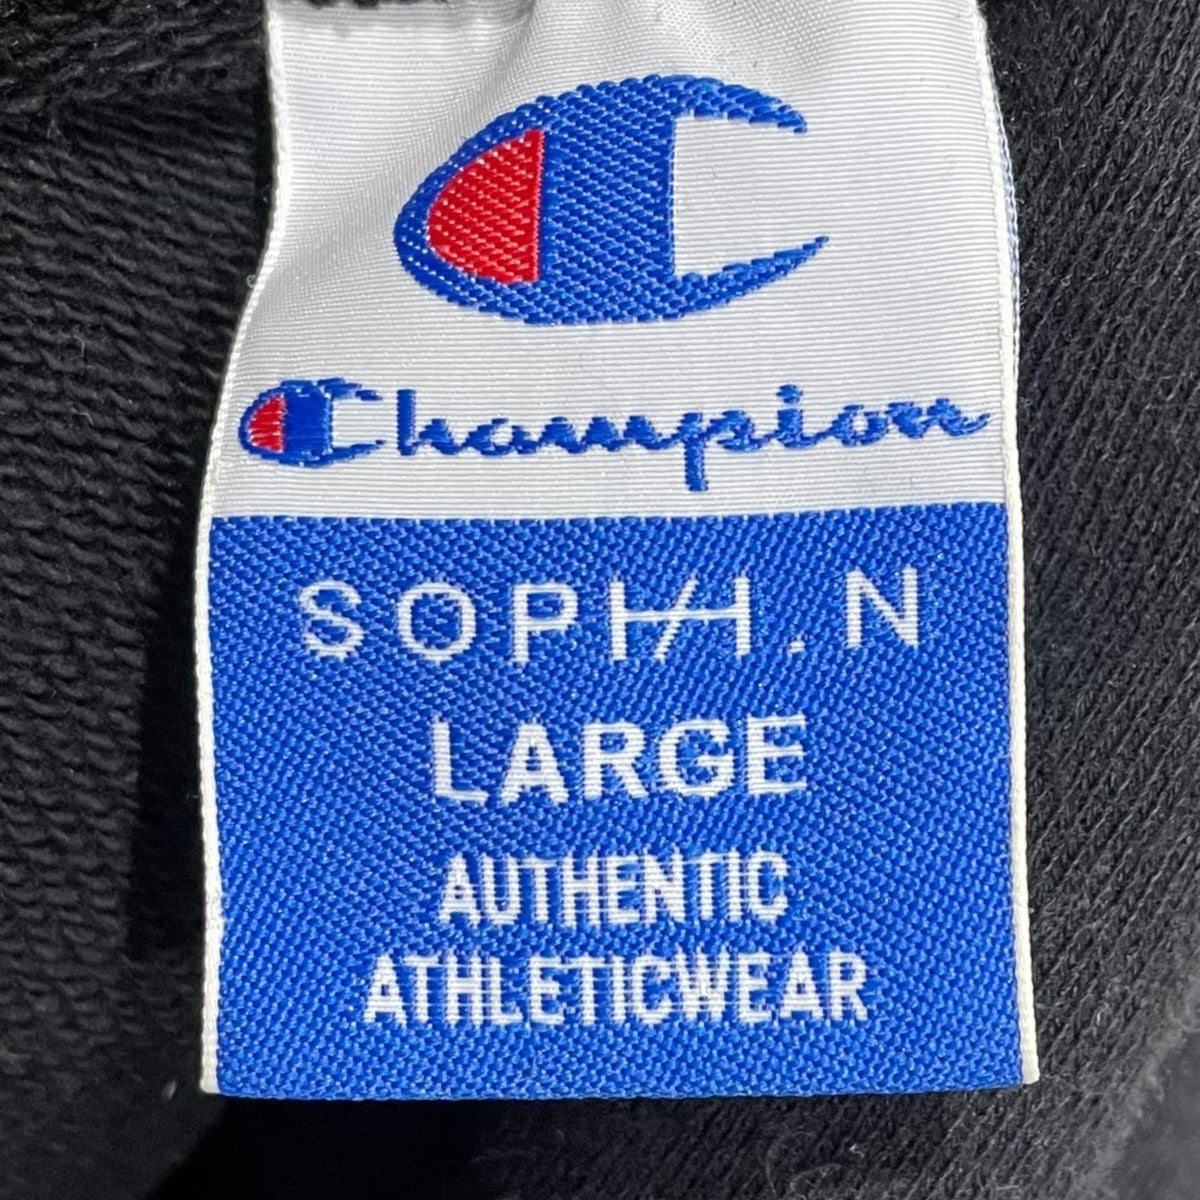 Champion
SOPH.N
LARGE
AUTHENTIC
ATHLETICWEAR